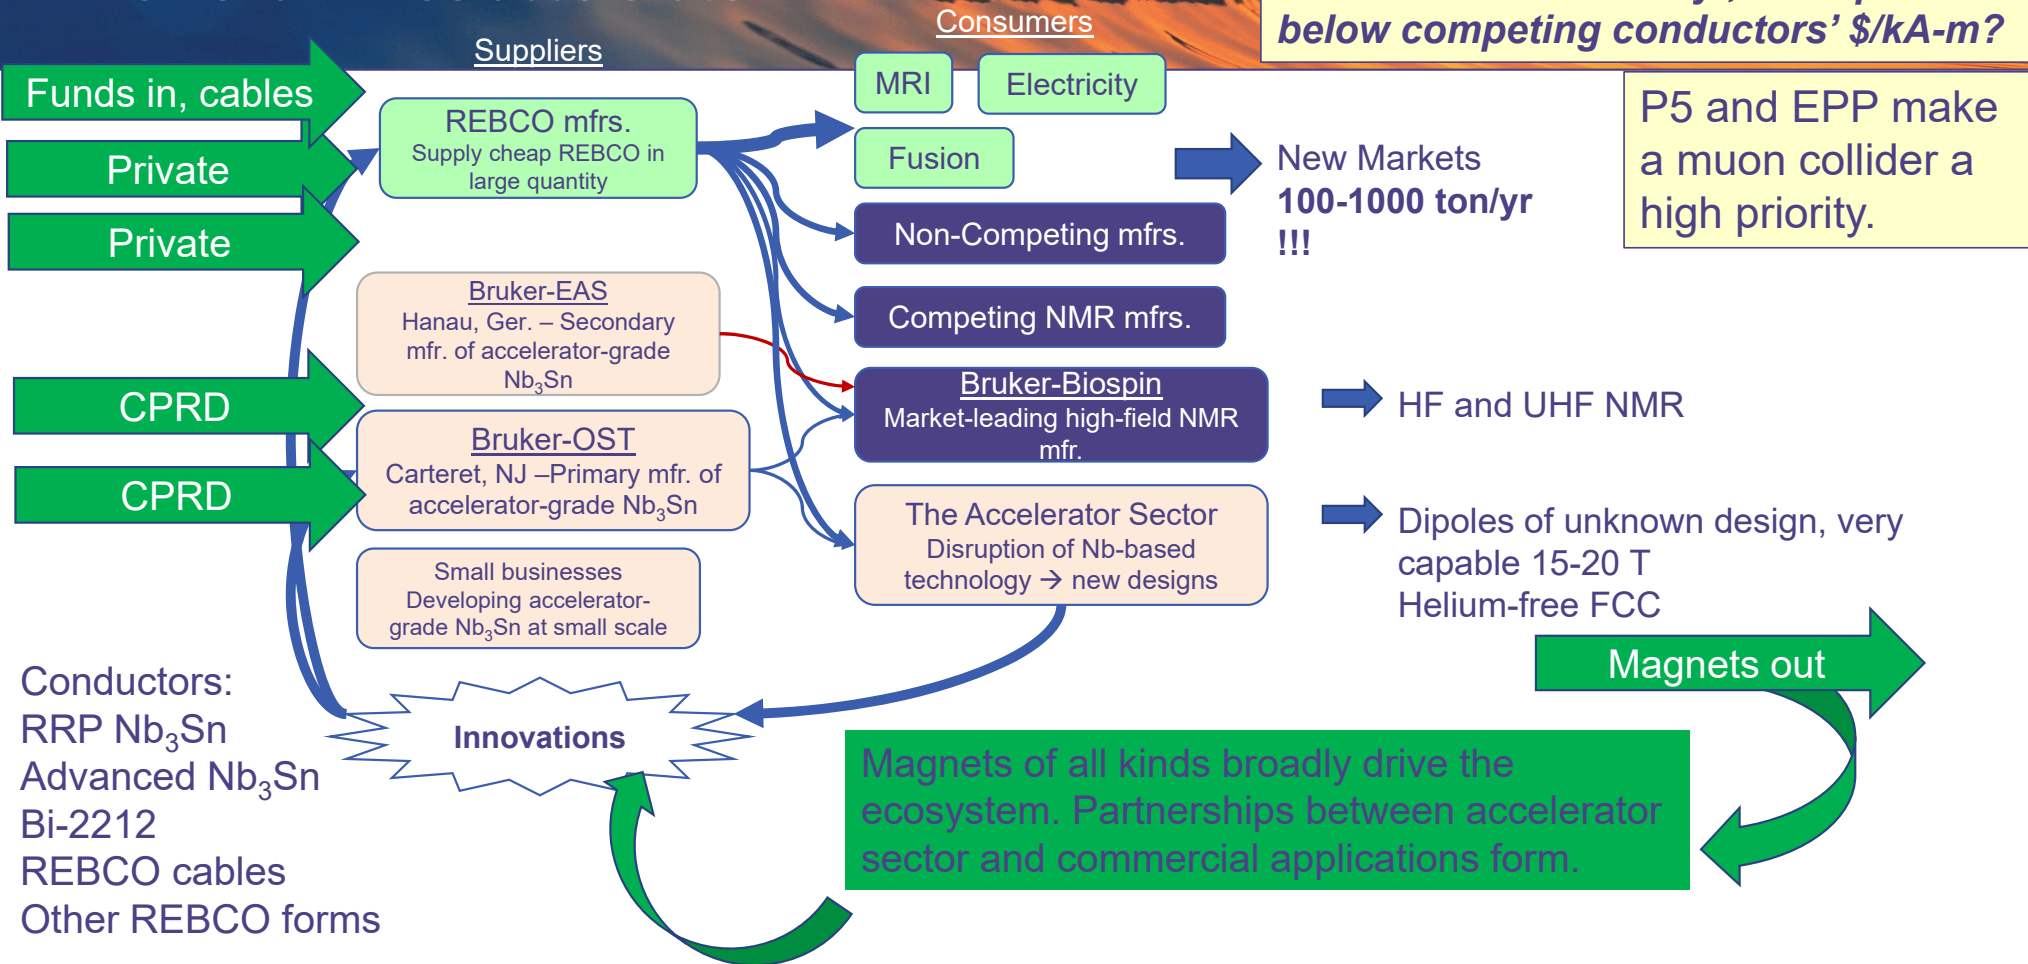 Suppliers
Consumers
below competing conductors' $/kA-m?
Funds in, cables
Private
Private
CPRD
CPRD
REBCO mfrs.
Supply cheap REBCO in
large quantity
Bruker-EAS
Hanau, Ger. – Secondary
mfr. of accelerator-grade
Nb₃Sn
Bruker-OST
Carteret, NJ –Primary mfr. of
accelerator-grade Nb₃Sn
Small businesses
Developing accelerator-
grade Nb₃Sn at small scale
MRI
Electricity
Fusion
Non-Competing mfrs.
Competing NMR mfrs.
Bruker-Biospin
Market-leading high-field NMR
mfr.
The Accelerator Sector
Disruption of Nb-based
technology → new designs
New Markets
100-1000 ton/yr
!!!
P5 and EPP make
a muon collider a
high priority.
HF and UHF NMR
Dipoles of unknown design, very
capable 15-20 T
Helium-free FCC
Magnets out
Innovations
Magnets of all kinds broadly drive the
ecosystem. Partnerships between accelerator
sector and commercial applications form.
Conductors:
RRP Nb₃Sn
Advanced Nb₃Sn
Bi-2212
REBCO cables
Other REBCO forms